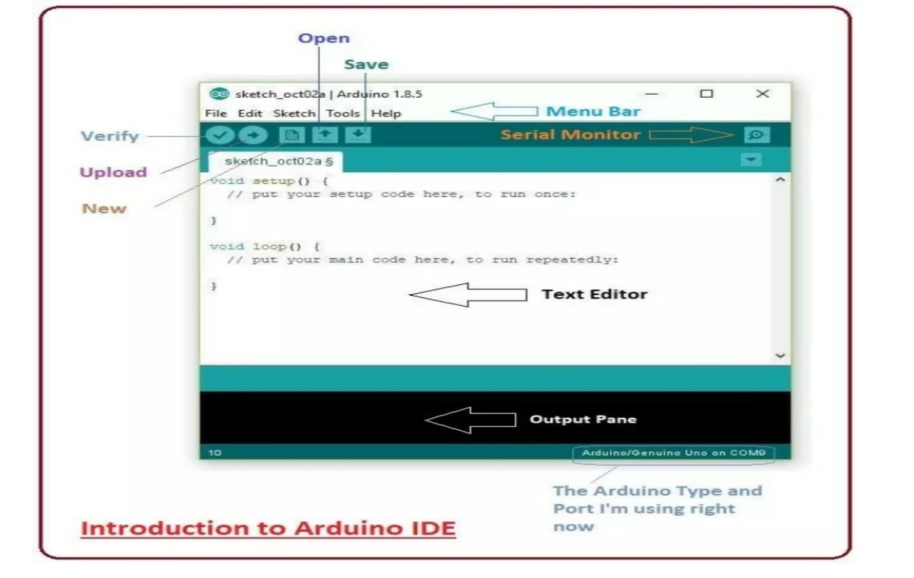 Open
Save
sketch_oct02a | Arduino 1.8.5
File Edit Sketch Tools Help
Menu Bar
Verify
Serial Monitor
Upload
sketch_oct02a §
New
void setup() {
// put your setup code here, to run once:
}
void loop() {
// put your main code here, to run repeatedly:
}
Text Editor
Output Pane
10
Arduino/Genuino Uno on COM9
The Arduino Type and
Port I'm using right
now
Introduction to Arduino IDE